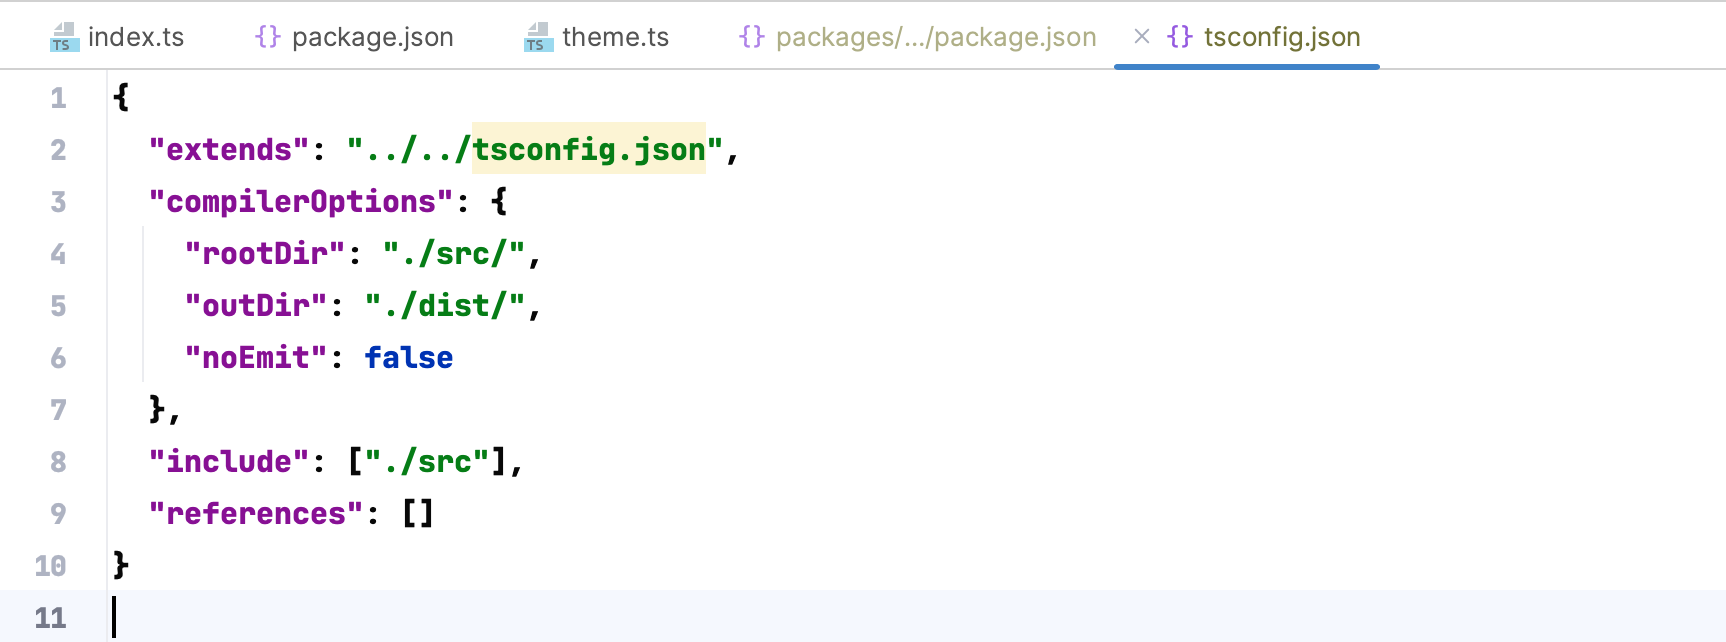 TS index.ts {} package.json TS theme.ts {} packages/.../package.json × {} tsconfig.json
1 {
2   "extends": "../../tsconfig.json",
3   "compilerOptions": {
4     "rootDir": "./src/",
5     "outDir": "./dist/",
6     "noEmit": false
7   },
8   "include": ["./src"],
9   "references": []
10 }
11